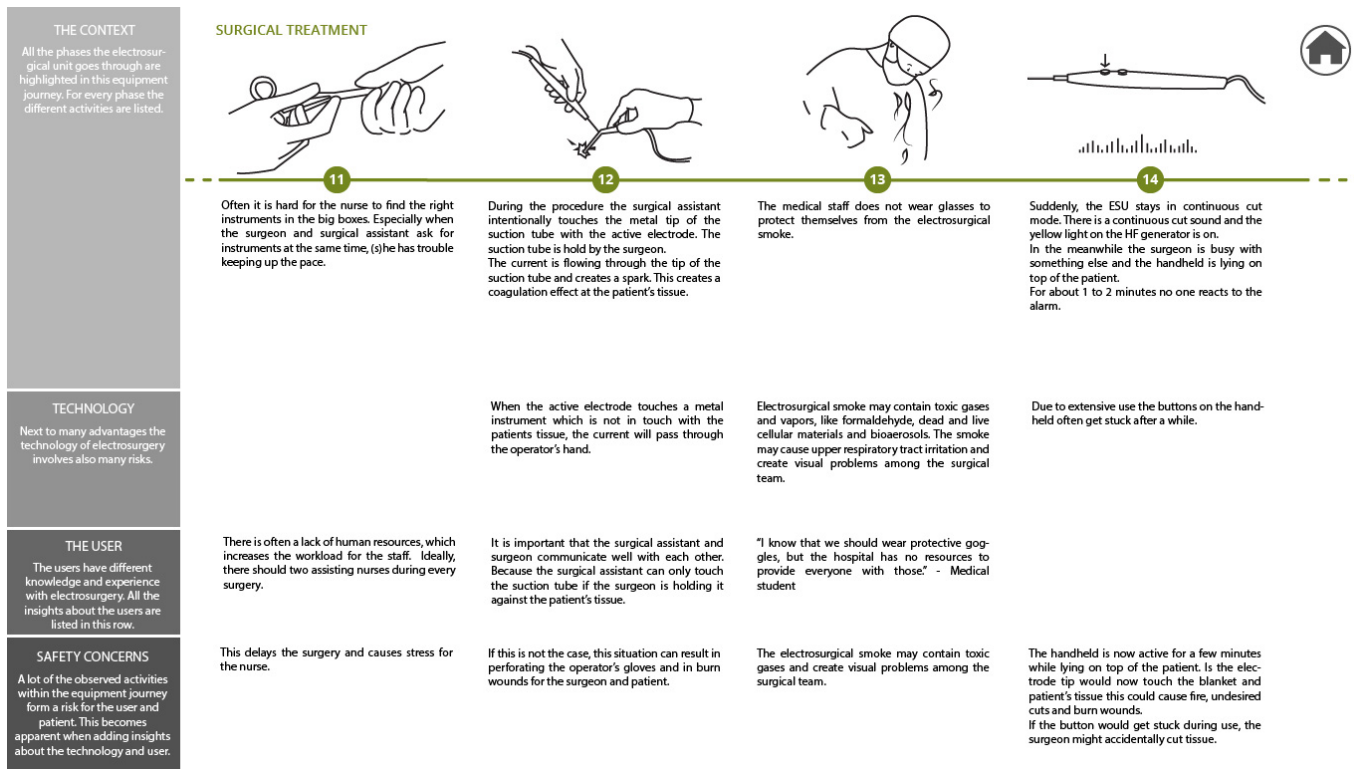 THE CONTEXT
All the phases the electrosur-
gical unit goes through are
highlighted in this equipment
journey. For every phase the
different activities are listed.
SURGICAL TREATMENT
11
Often it is hard for the nurse to find the right
instruments in the big boxes. Especially when
the surgeon and surgical assistant ask for
instruments at the same time, (s)he has trouble
keeping up the pace.
12
During the procedure the surgical assistant
intentionally touches the metal tip of the
suction tube with the active electrode. The
suction tube is hold by the surgeon.
The current is flowing through the tip of the
suction tube and creates a spark. This creates a
coagulation effect at the patient's tissue.
13
The medical staff does not wear glasses to
protect themselves from the electrosurgical
smoke.
14
Suddenly, the ESU stays in continuous cut
mode. There is a continuous cut sound and the
yellow light on the HF generator is on.
In the meanwhile the surgeon is busy with
something else and the handheld is lying on
top of the patient.
For about 1 to 2 minutes no one reacts to the
alarm.
TECHNOLOGY
Next to many advantages the
technology of electrosurgery
involves also many risks.
When the active electrode touches a metal
instrument which is not in touch with the
patients tissue, the current will pass through
the operator's hand.
Electrosurgical smoke may contain toxic gases
and vapors, like formaldehyde, dead and live
cellular materials and bioaerosols. The smoke
may cause upper respiratory tract irritation and
create visual problems among the surgical
team.
Due to extensive use the buttons on the hand-
held often get stuck after a while.
THE USER
The users have different
knowledge and experience
with electrosurgery. All the
insights about the users are
listed in this row.
There is often a lack of human resources, which
increases the workload for the staff. Ideally,
there should two assisting nurses during every
surgery.
It is important that the surgical assistant and
surgeon communicate well with each other.
Because the surgical assistant can only touch
the suction tube if the surgeon is holding it
against the patient's tissue.
"I know that we should wear protective gog-
gles, but the hospital has no resources to
provide everyone with those." - Medical
student
SAFETY CONCERNS
A lot of the observed activities
within the equipment journey
form a risk for the user and
patient. This becomes
apparent when adding insights
about the technology and user.
This delays the surgery and causes stress for
the nurse.
If this is not the case, this situation can result in
perforating the operator's gloves and in burn
wounds for the surgeon and patient.
The electrosurgical smoke may contain toxic
gases and create visual problems among the
surgical team.
The handheld is now active for a few minutes
while lying on top of the patient. Is the elec-
trode tip would now touch the blanket and
patient's tissue this could cause fire, undesired
cuts and burn wounds.
If the button would get stuck during use, the
surgeon might accidentally cut tissue.